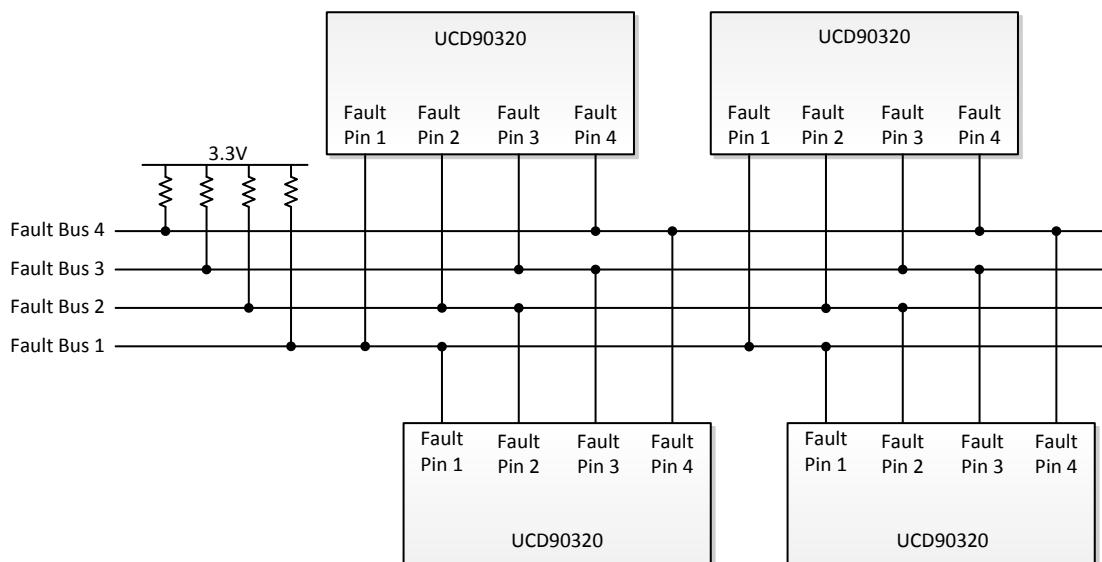 UCD90320
UCD90320
Fault Fault Fault Fault
Pin 1 Pin 2 Pin 3 Pin 4
Fault Fault Fault Fault
Pin 1 Pin 2 Pin 3 Pin 4
3.3V
Fault Bus 4
Fault Bus 3
Fault Bus 2
Fault Bus 1
Fault Fault Fault Fault
Pin 1 Pin 2 Pin 3 Pin 4
Fault Fault Fault Fault
Pin 1 Pin 2 Pin 3 Pin 4
UCD90320
UCD90320